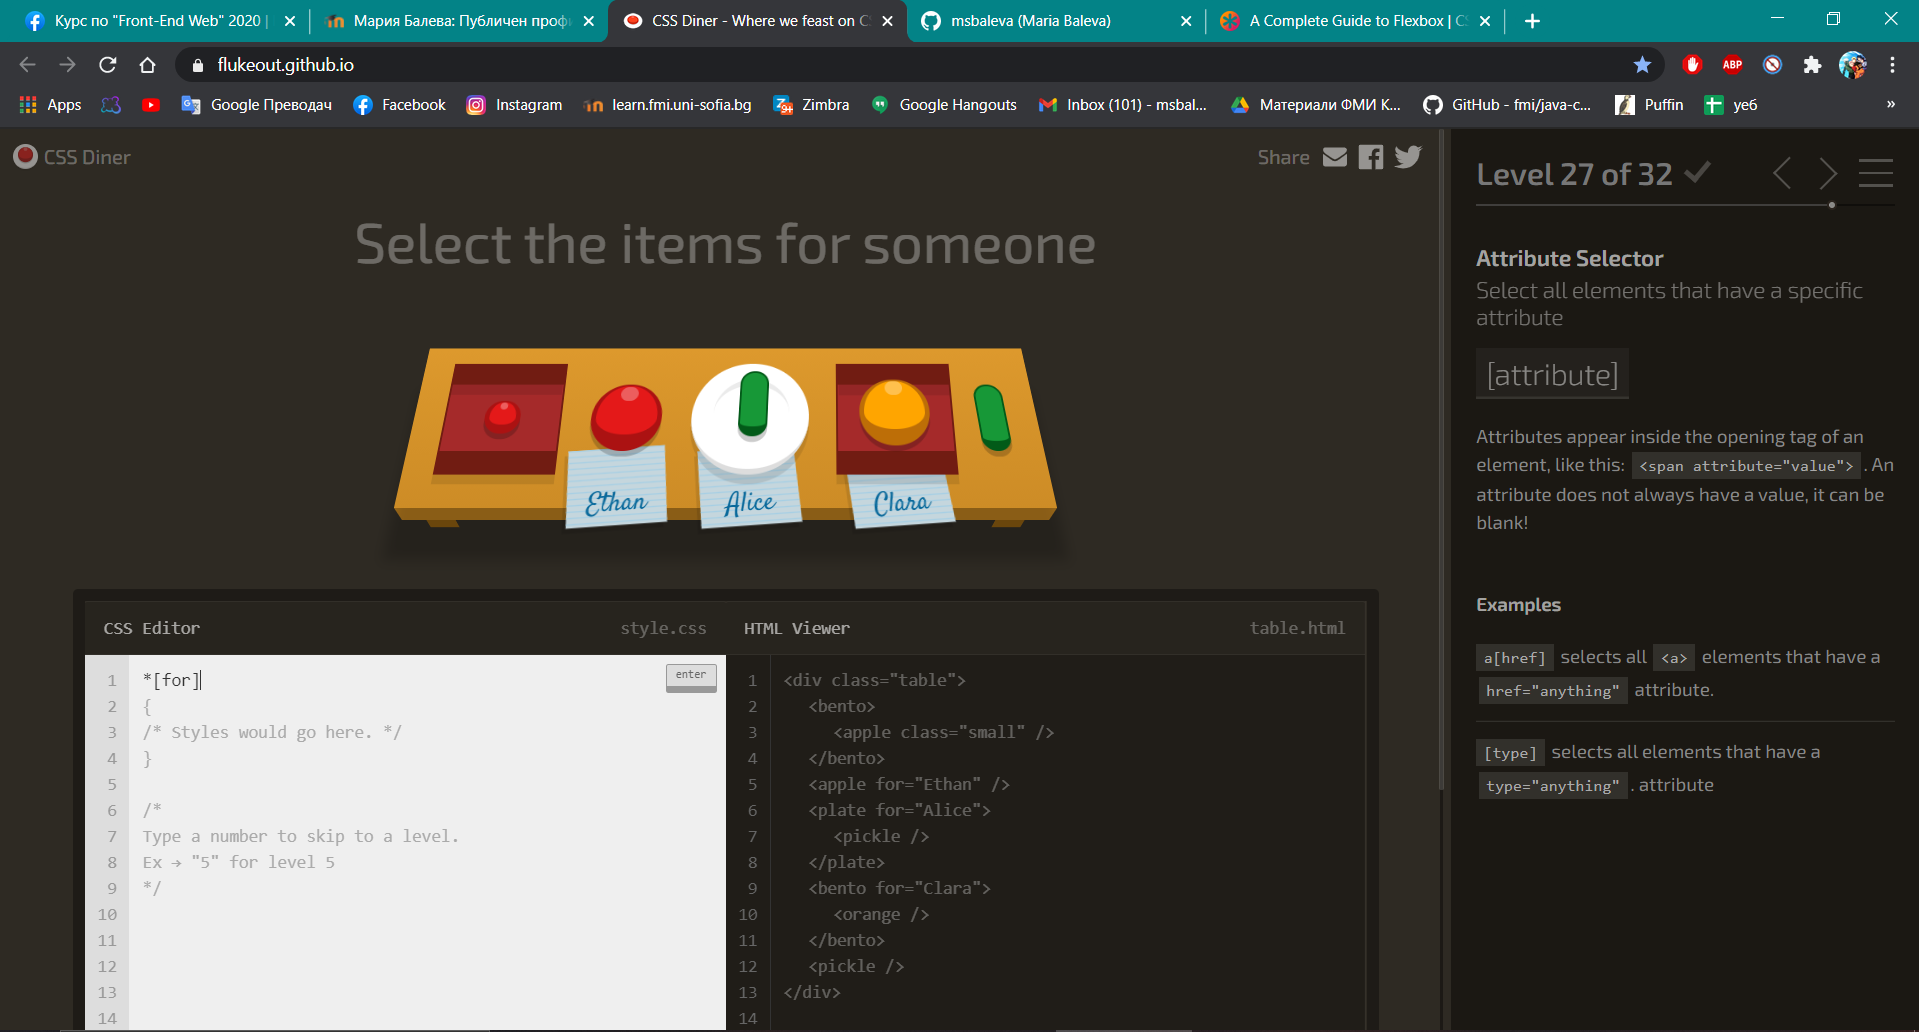 Курс по "Front-End Web" 2020 |
Мария Балева: Публичен проф
CSS Diner - Where we feast on CS
msbaleva (Maria Baleva)
A Complete Guide to Flexbox | CS
flukeout.github.io
ABP
Apps
Google Преводач
Facebook
Instagram
learn.fmi.uni-sofia.bg
Zimbra
Google Hangouts
Inbox (101) - msbal...
Материали ФМИ К...
GitHub - fmi/java-c...
Puffin
уеб
»
CSS Diner
Share
Select the items for someone
Ethan
Alice
Clara
CSS Editor
style.css
HTML Viewer
table.html
enter
1 *[for]
2 {
3 /* Styles would go here. */
4 }
5
6 /*
7 Type a number to skip to a level.
8 Ex → "5" for level 5
9 */
10
11
12
13
14
1 <div class="table">
2 <bento>
3 <apple class="small" />
4 </bento>
5 <apple for="Ethan" />
6 <plate for="Alice">
7 <pickle />
8 </plate>
9 <bento for="Clara">
10 <orange />
11 </bento>
12 <pickle />
13 </div>
14
Level 27 of 32
Attribute Selector
Select all elements that have a specific
attribute
[attribute]
Attributes appear inside the opening tag of an
element, like this: <span attribute="value"> . An
attribute does not always have a value, it can be
blank!
Examples
a[href] selects all <a> elements that have a
href="anything" attribute.
[type] selects all elements that have a
type="anything" . attribute